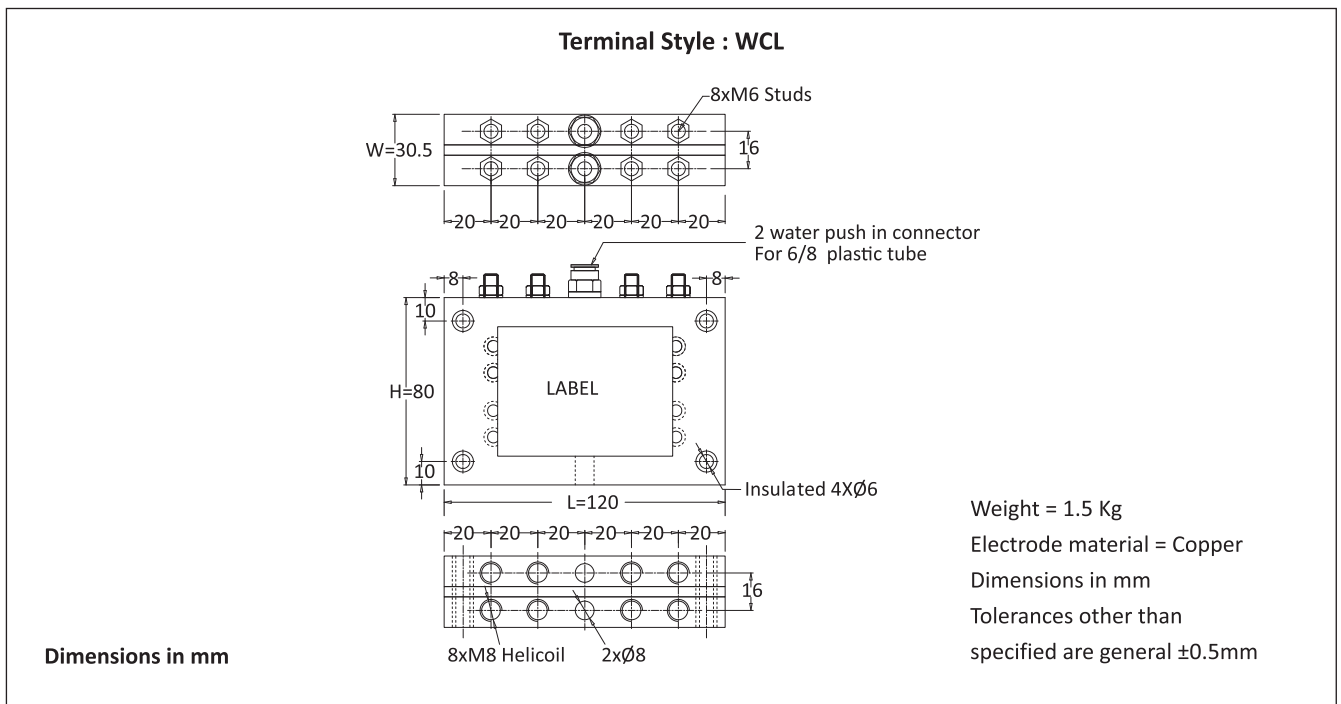 Terminal Style : WCL
8xM6 Studs
W=30.5
16
20 20 20 20 20 20
2 water push in connector
For 6/8 plastic tube
8 8
10
H=80
LABEL
10
Insulated 4XØ6
L=120
20 20 20 20 20 20
16
8xM8 Helicoil 2xØ8
Weight = 1.5 Kg
Electrode material = Copper
Dimensions in mm
Tolerances other than
specified are general ±0.5mm
Dimensions in mm